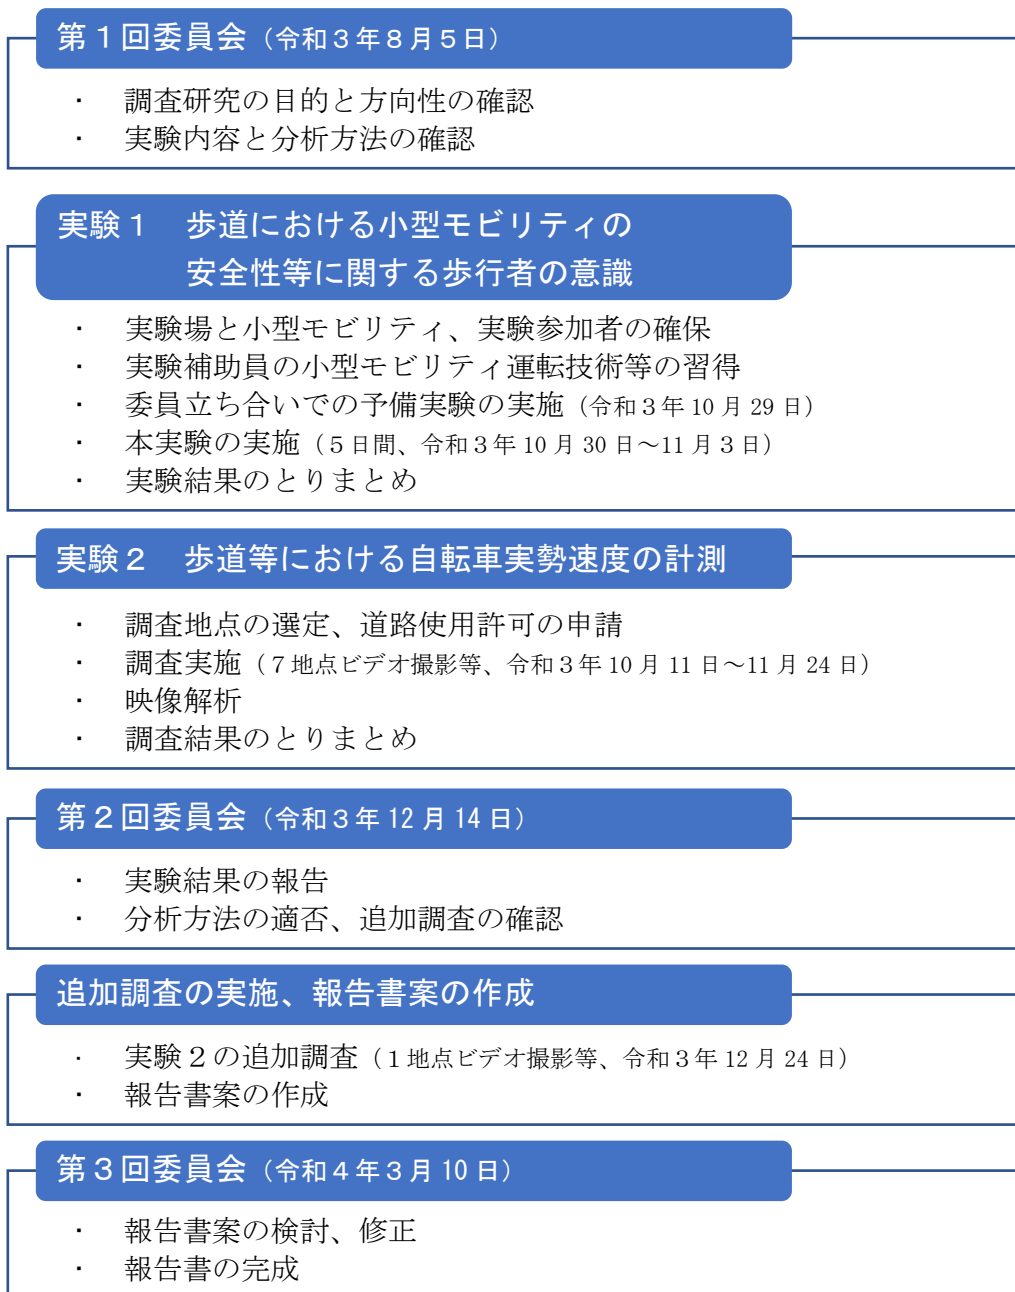 第１回委員会（令和３年８月５日）
・ 調査研究の目的と方向性の確認
・ 実験内容と分析方法の確認
実験１ 歩道における小型モビリティの
安全性等に関する歩行者の意識
・ 実験場と小型モビリティ、実験参加者の確保
・ 実験補助員の小型モビリティ運転技術等の習得
・ 委員立ち合いでの予備実験の実施（令和３年 10 月 29 日）
・ 本実験の実施（５日間、令和３年 10 月 30 日～11 月３日）
・ 実験結果のとりまとめ
実験２ 歩道等における自転車実勢速度の計測
・ 調査地点の選定、道路使用許可の申請
・ 調査実施（７地点ビデオ撮影等、令和３年 10 月 11 日～11 月 24 日）
・ 映像解析
・ 調査結果のとりまとめ
第２回委員会（令和３年 12 月 14 日）
・ 実験結果の報告
・ 分析方法の適否、追加調査の確認
追加調査の実施、報告書案の作成
・ 実験２の追加調査（１地点ビデオ撮影等、令和３年 12 月 24 日）
・ 報告書案の作成
第３回委員会（令和４年３月 10 日）
・ 報告書案の検討、修正
・ 報告書の完成